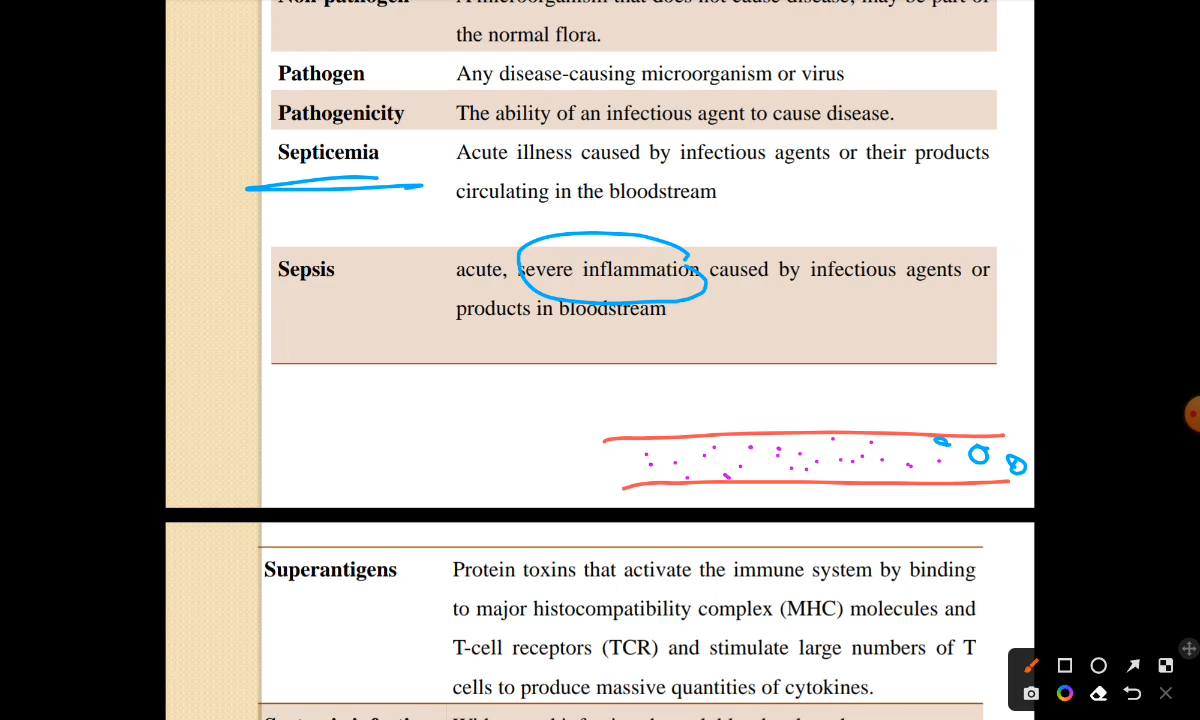 the normal flora.
Pathogen Any disease-causing microorganism or virus
Pathogenicity The ability of an infectious agent to cause disease.
Septicemia Acute illness caused by infectious agents or their products
circulating in the bloodstream
Sepsis acute, severe inflammation caused by infectious agents or
products in bloodstream
Superantigens Protein toxins that activate the immune system by binding
to major histocompatibility complex (MHC) molecules and
T-cell receptors (TCR) and stimulate large numbers of T
cells to produce massive quantities of cytokines.